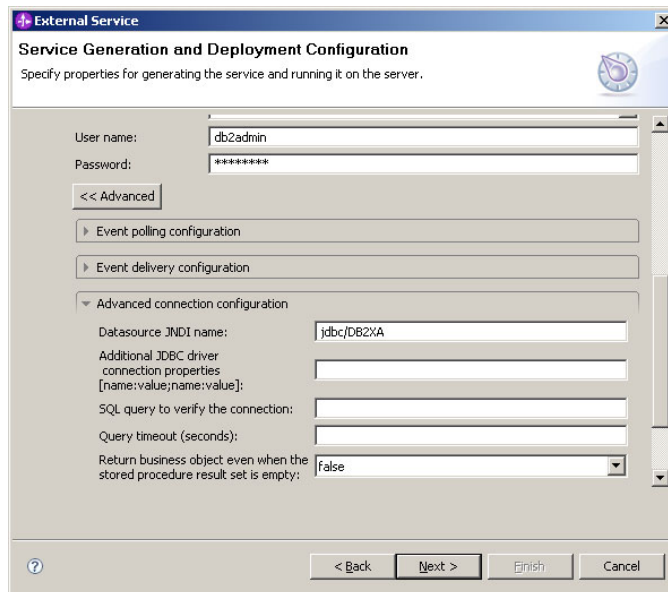 External Service
Service Generation and Deployment Configuration
Specify properties for generating the service and running it on the server.
User name: db2admin
Password: ********
<< Advanced
Event polling configuration
Event delivery configuration
Advanced connection configuration
Datasource JNDI name: jdbc/DB2XA
Additional JDBC driver
connection properties
[name:value;name:value]:
SQL query to verify the connection:
Query timeout (seconds):
Return business object even when the false
stored procedure result set is empty:
? < Back Next > Finish Cancel